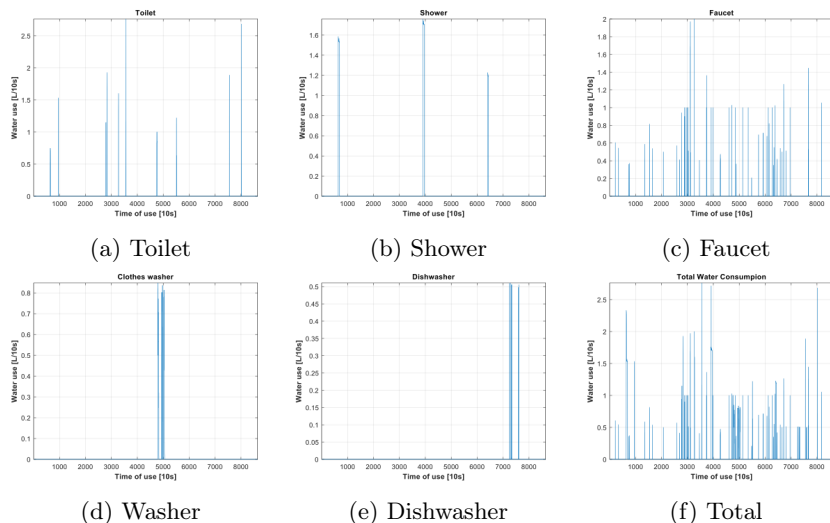 Toilet
Water use [L/10s]
2.5
2
1.5
1
0.5
0
1000 2000 3000 4000 5000 6000 7000 8000
Time of use [10s]
(a) Toilet
Shower
Water use [L/10s]
1.6
1.4
1.2
1
0.8
0.6
0.4
0.2
0
1000 2000 3000 4000 5000 6000 7000 8000
Time of use [10s]
(b) Shower
Faucet
Water use [L/10s]
2
1.8
1.6
1.4
1.2
1
0.8
0.6
0.4
0.2
0
1000 2000 3000 4000 5000 6000 7000 8000
Time of use [10s]
(c) Faucet
Clothes washer
Water use [L/10s]
0.8
0.7
0.6
0.5
0.4
0.3
0.2
0.1
0
1000 2000 3000 4000 5000 6000 7000 8000
Time of use [10s]
(d) Washer
Dishwasher
Water use [L/10s]
0.5
0.45
0.4
0.35
0.3
0.25
0.2
0.15
0.1
0.05
0
1000 2000 3000 4000 5000 6000 7000 8000
Time of use [10s]
(e) Dishwasher
Total Water Consumpion
Water use [L/10s]
2.5
2
1.5
1
0.5
0
1000 2000 3000 4000 5000 6000 7000 8000
Time of use [10s]
(f) Total